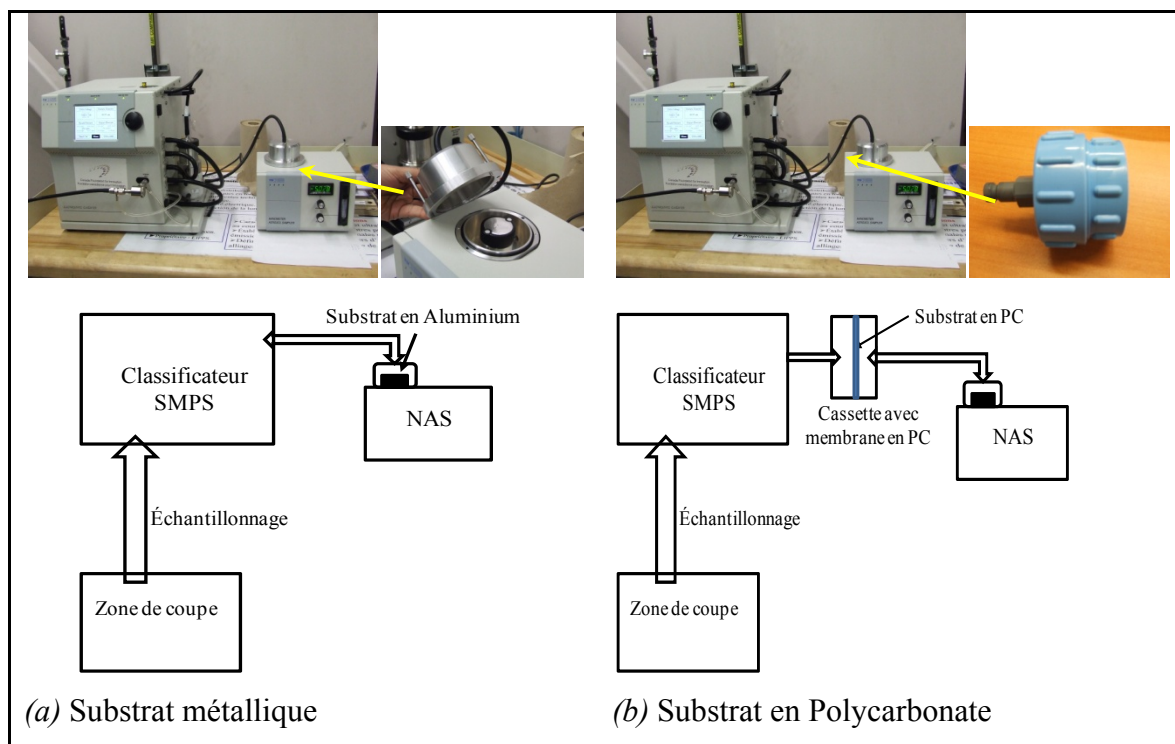 Substrat en Aluminium
Classificateur
SMPS
NAS
Échantillonnage
Zone de coupe
(a) Substrat métallique
Substrat en PC
Classificateur
SMPS
Cassette avec
membrane en PC
NAS
Échantillonnage
Zone de coupe
(b) Substrat en Polycarbonate